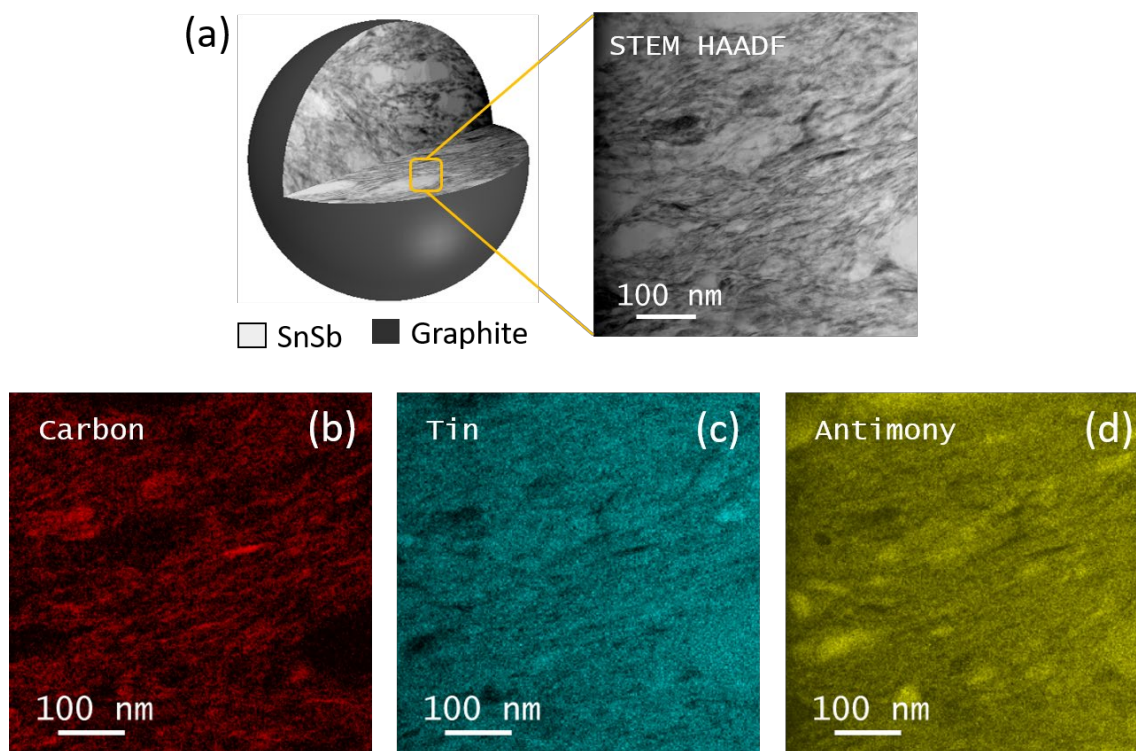 (a)
STEM HAADF
100 nm
SnSb Graphite
Carbon (b)
100 nm
Tin (c)
100 nm
Antimony (d)
100 nm